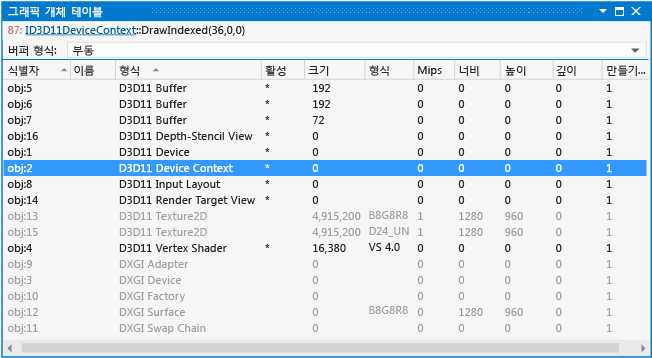 그래픽 개체 테이블
87: ID3D11DeviceContext::DrawIndexed(36,0,0)
버퍼 형식: 부동
식별자 이름 형식 활성 크기 형식 Mips 너비 높이 깊이 만들기...
obj:5 D3D11 Buffer * 192 0 0 0 0 1
obj:6 D3D11 Buffer * 192 0 0 0 0 1
obj:7 D3D11 Buffer * 72 0 0 0 0 1
obj:16 D3D11 Depth-Stencil View * 0 0 0 0 0 1
obj:1 D3D11 Device * 0 0 0 0 0 1
obj:2 D3D11 Device Context * 0 0 0 0 0 1
obj:8 D3D11 Input Layout * 0 0 0 0 0 1
obj:14 D3D11 Render Target View * 0 0 0 0 0 1
obj:13 D3D11 Texture2D 4,915,200 B8G8R8 1 1280 960 0 1
obj:15 D3D11 Texture2D 4,915,200 D24_UN 1 1280 960 0 1
obj:4 D3D11 Vertex Shader * 16,380 VS 4.0 0 0 0 0 1
obj:9 DXGI Adapter 0 0 0 0 0 1
obj:3 DXGI Device 0 0 0 0 0 1
obj:10 DXGI Factory 0 0 0 0 0 1
obj:12 DXGI Surface 0 B8G8R8 0 1280 960 0 1
obj:11 DXGI Swap Chain 0 0 0 0 0 1